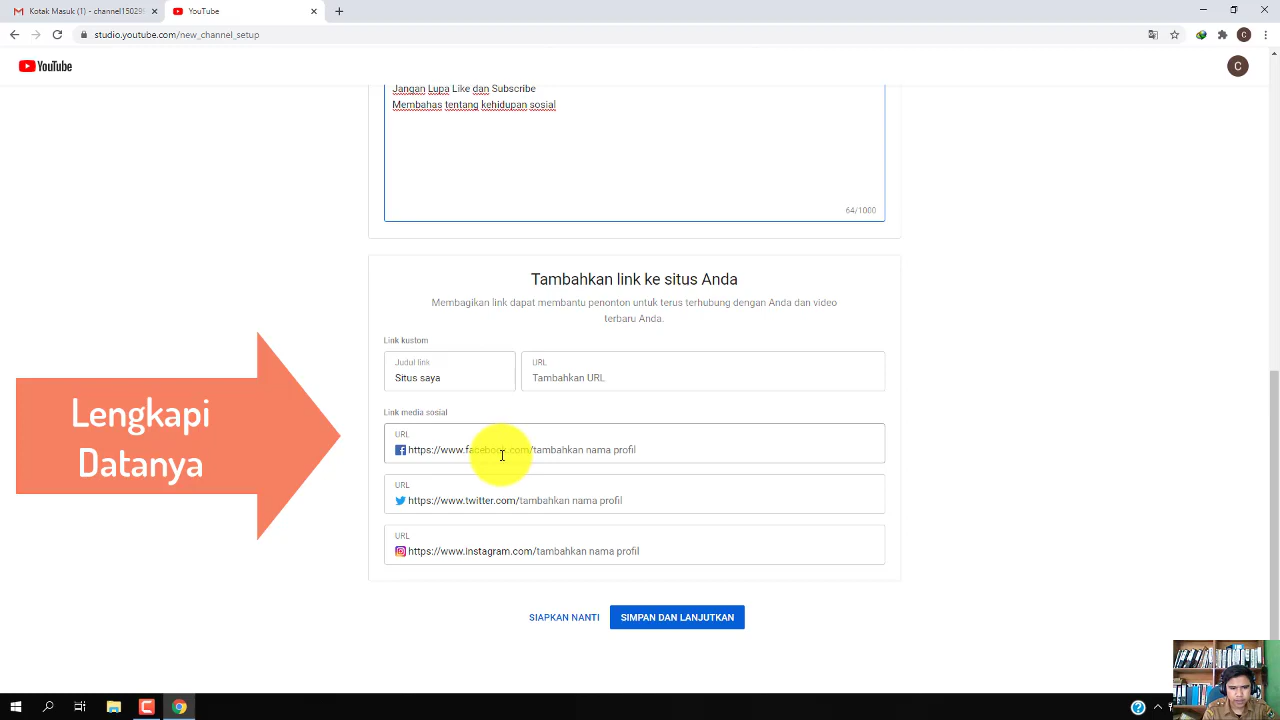 Kotak Masuk (1) - channel15029
YouTube
studio.youtube.com/new_channel_setup
C
YouTube
C
Jangan Lupa Like dan Subscribe
Membahas tentang kehidupan sosial
64/1000
Tambahkan link ke situs Anda
Membagikan link dapat membantu penonton untuk terus terhubung dengan Anda dan video
terbaru Anda.
Link kustom
Judul link
Situs saya
URL
Tambahkan URL
Link media sosial
URL
https://www.facebook.com/tambahkan nama profil
URL
https://www.twitter.com/tambahkan nama profil
URL
https://www.instagram.com/tambahkan nama profil
Lengkapi
Datanya
SIAPKAN NANTI
SIMPAN DAN LANJUTKAN